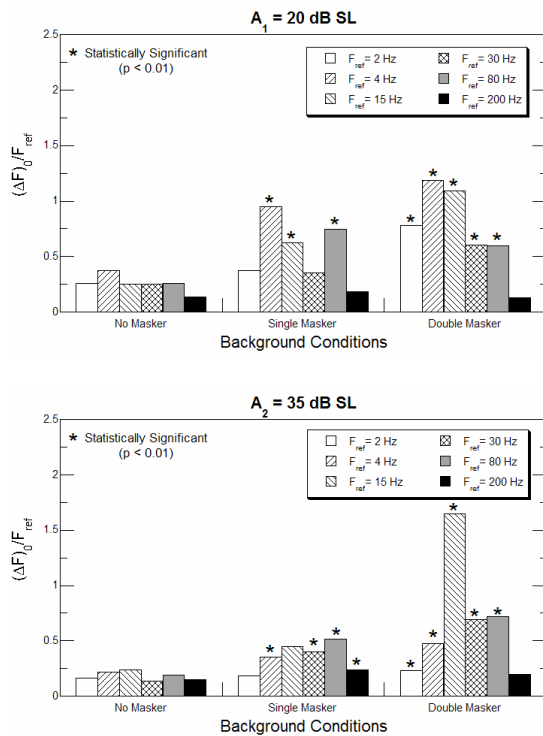 A1 = 20 dB SL
* Statistically Significant
(p < 0.01)
Fref= 2 Hz
Fref= 4 Hz
Fref= 15 Hz
Fref= 30 Hz
Fref= 80 Hz
Fref= 200 Hz
2.5
2
1.5
1
0.5
0
(ΔF)0/Fref
* * * * * * * *
No Masker
Single Masker
Double Masker
Background Conditions
A2 = 35 dB SL
* Statistically Significant
(p < 0.01)
Fref= 2 Hz
Fref= 4 Hz
Fref= 15 Hz
Fref= 30 Hz
Fref= 80 Hz
Fref= 200 Hz
2.5
2
1.5
1
0.5
0
(ΔF)0/Fref
* * * * * * * * *
No Masker
Single Masker
Double Masker
Background Conditions